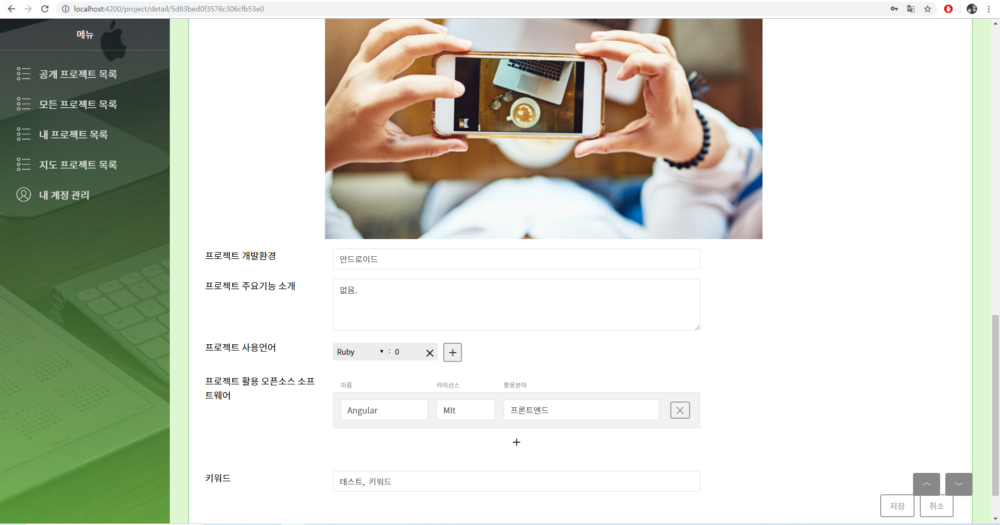 localhost:4200/project/detail/5d83bed0f3576c306cfb53e0
메뉴
공개 프로젝트 목록
모든 프로젝트 목록
내 프로젝트 목록
지도 프로젝트 목록
내 계정 관리
프로젝트 개발환경
안드로이드
프로젝트 주요기능 소개
없음.
프로젝트 사용언어
Ruby : 0
프로젝트 활용 오픈소스 소프
트웨어
이름 라이선스 활용분야
Angular MIt 프론트엔드
키워드
테스트, 키워드
저장 취소